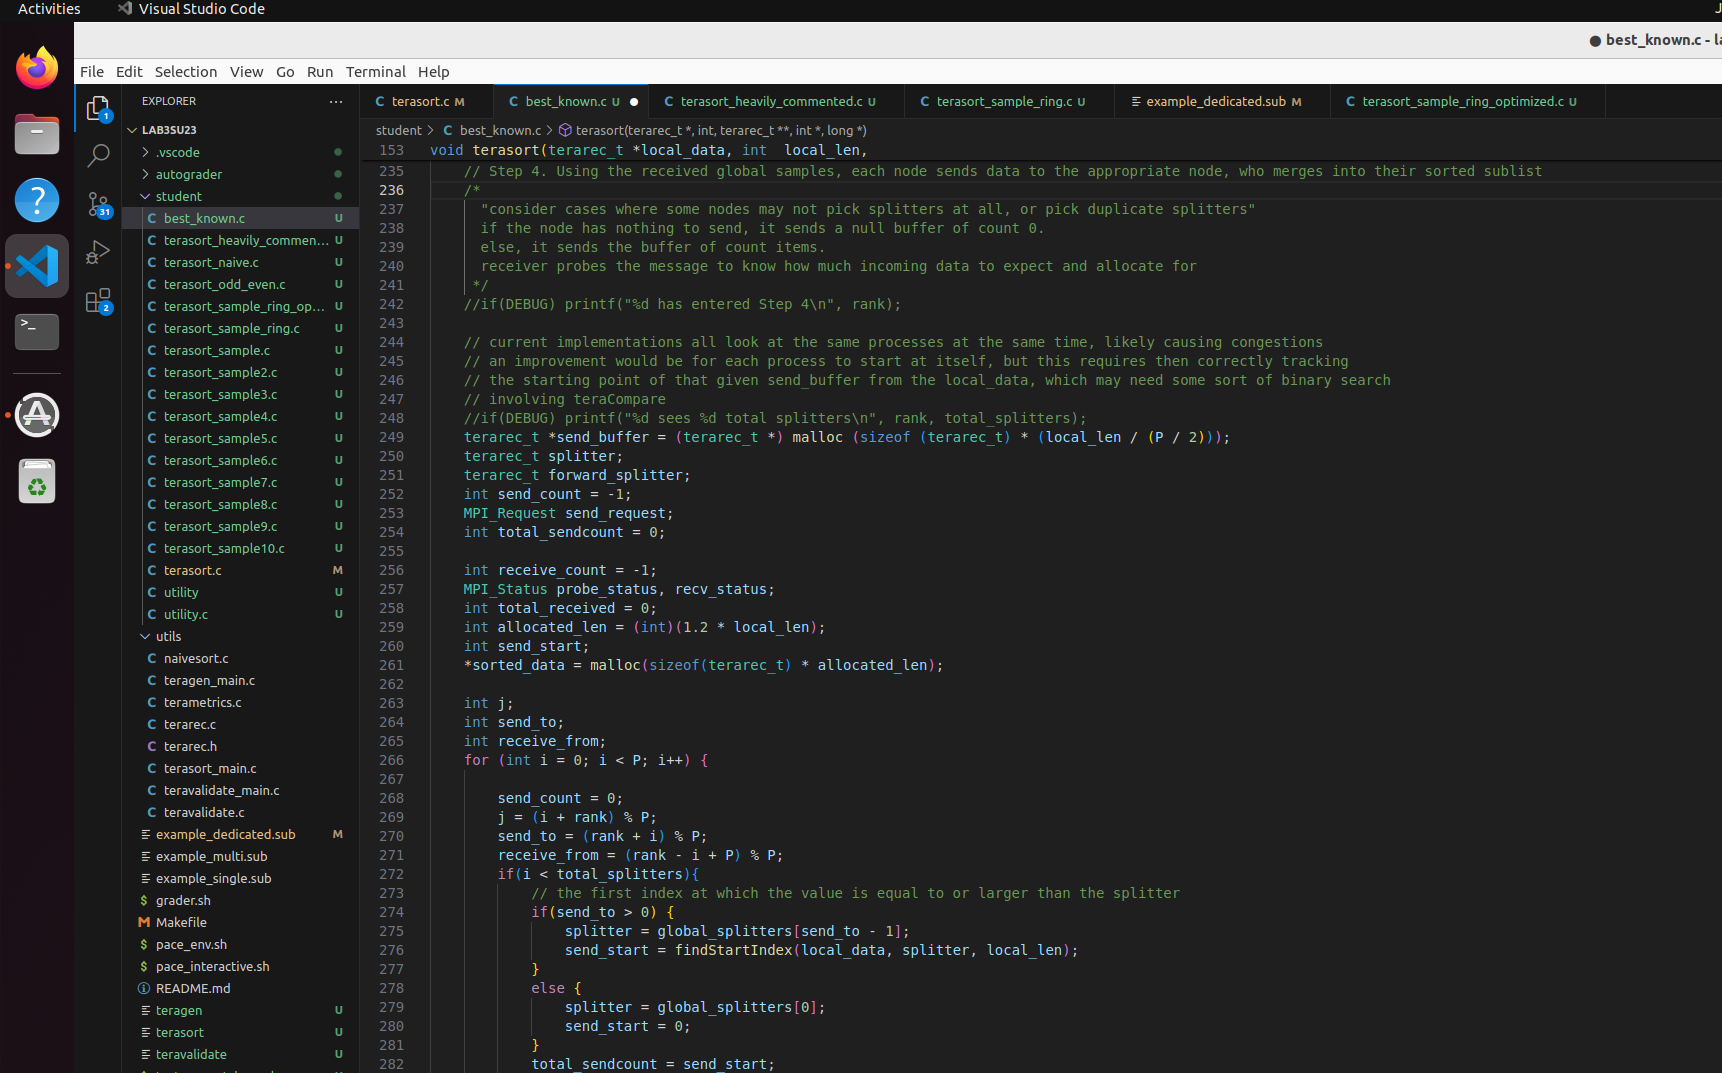 Activities
Visual Studio Code
● best_known.c - la
File Edit Selection View Go Run Terminal Help
EXPLORER ...
LAB3SU23
.vscode
autograder
student
best_known.c U
terasort_heavily_commen... U
terasort_naive.c U
terasort_odd_even.c U
terasort_sample_ring_op... U
terasort_sample_ring.c U
terasort_sample.c U
terasort_sample2.c U
terasort_sample3.c U
terasort_sample4.c U
terasort_sample5.c U
terasort_sample6.c U
terasort_sample7.c U
terasort_sample8.c U
terasort_sample9.c U
terasort_sample10.c U
terasort.c M
utility U
utility.c U
utils
naivesort.c
teragen_main.c
terametrics.c
terarec.c
terarec.h
terasort_main.c
teravalidate_main.c
teravalidate.c
example_dedicated.sub M
example_multi.sub
example_single.sub
grader.sh
Makefile
pace_env.sh
pace_interactive.sh
README.md
teragen U
terasort U
teravalidate U
1
31
2
terasort.c M
best_known.c U
terasort_heavily_commented.c U
terasort_sample_ring.c U
example_dedicated.sub M
terasort_sample_ring_optimized.c U
student > C best_known.c > terasort(terarec_t *, int, terarec_t **, int *, long *)
153 void terasort(terarec_t *local_data, int  local_len,
235 // Step 4. Using the received global samples, each node sends data to the appropriate node, who merges into their sorted sublist
236 /*
237 "consider cases where some nodes may not pick splitters at all, or pick duplicate splitters"
238 if the node has nothing to send, it sends a null buffer of count 0.
239 else, it sends the buffer of count items.
240 receiver probes the message to know how much incoming data to expect and allocate for
241 */
242 //if(DEBUG) printf("%d has entered Step 4\n", rank);
243
244 // current implementations all look at the same processes at the same time, likely causing congestions
245 // an improvement would be for each process to start at itself, but this requires then correctly tracking
246 // the starting point of that given send_buffer from the local_data, which may need some sort of binary search
247 // involving teraCompare
248 //if(DEBUG) printf("%d sees %d total splitters\n", rank, total_splitters);
249 terarec_t *send_buffer = (terarec_t *) malloc (sizeof (terarec_t) * (local_len / (P / 2)));
250 terarec_t splitter;
251 terarec_t forward_splitter;
252 int send_count = -1;
253 MPI_Request send_request;
254 int total_sendcount = 0;
255
256 int receive_count = -1;
257 MPI_Status probe_status, recv_status;
258 int total_received = 0;
259 int allocated_len = (int)(1.2 * local_len);
260 int send_start;
261 *sorted_data = malloc(sizeof(terarec_t) * allocated_len);
262
263 int j;
264 int send_to;
265 int receive_from;
266 for (int i = 0; i < P; i++) {
267
268 send_count = 0;
269 j = (i + rank) % P;
270 send_to = (rank + i) % P;
271 receive_from = (rank - i + P) % P;
272 if(i < total_splitters){
273 // the first index at which the value is equal to or larger than the splitter
274 if(send_to > 0) {
275 splitter = global_splitters[send_to - 1];
276 send_start = findStartIndex(local_data, splitter, local_len);
277 }
278 else {
279 splitter = global_splitters[0];
280 send_start = 0;
281 }
282 total_sendcount = send_start;